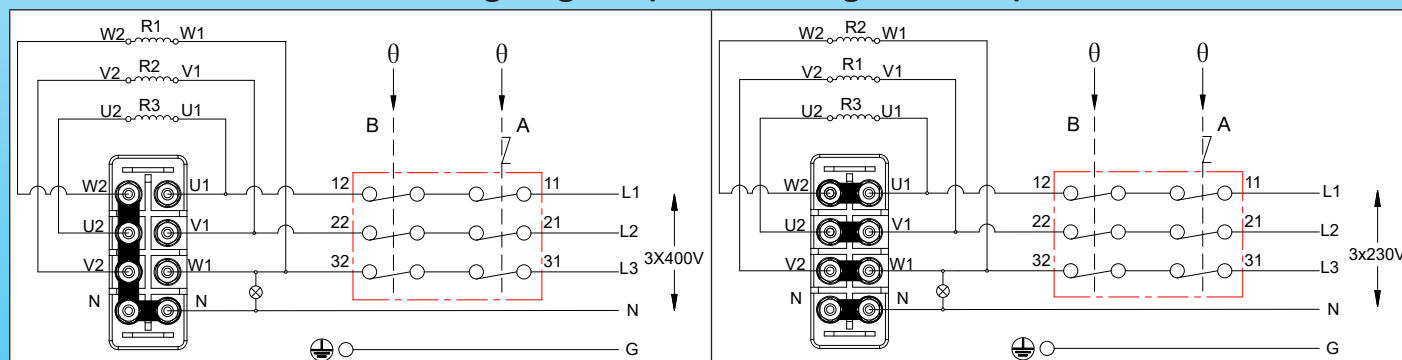 W2 R1 W1
V2 R2 V1
U2 R3 U1
θ θ
B A
W2 U1 12 11 L1
U2 V1 22 21 L2
V2 W1 32 31 L3
3X400V
N N N
G
W2 R2 W1
V2 R1 V1
U2 R3 U1
θ θ
B A
W2 U1 12 11 L1
U2 V1 22 21 L2
V2 W1 32 31 L3
3x230V
N N N
G